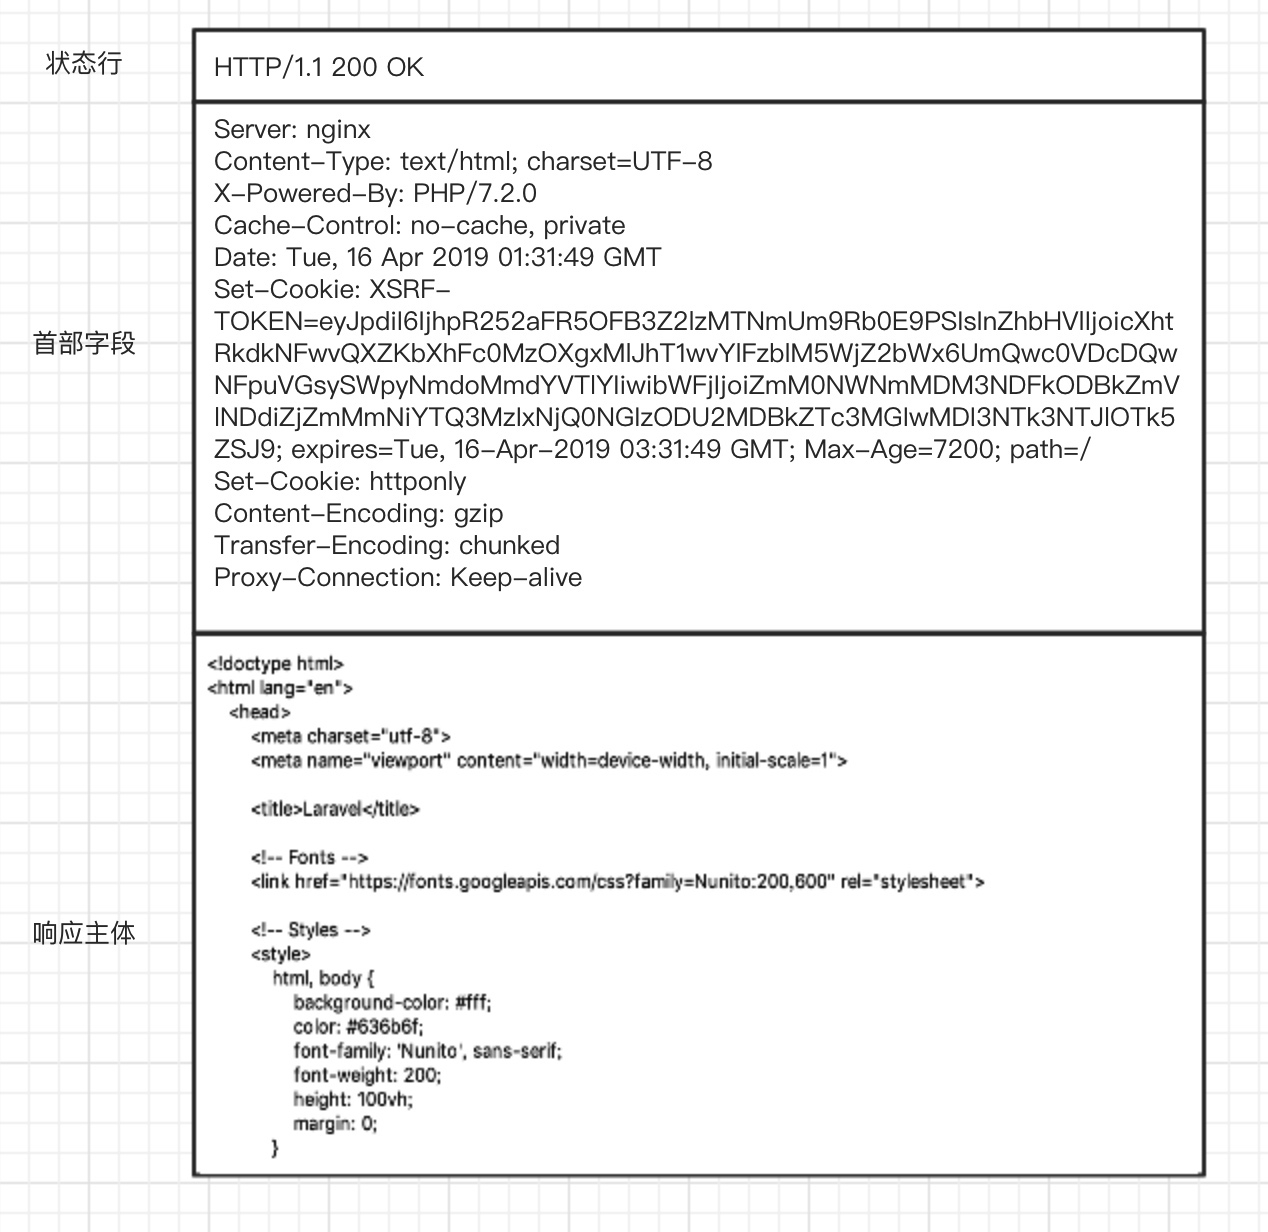 状态行
HTTP/1.1 200 OK
首部字段
Server: nginx
Content-Type: text/html; charset=UTF-8
X-Powered-By: PHP/7.2.0
Cache-Control: no-cache, private
Date: Tue, 16 Apr 2019 01:31:49 GMT
Set-Cookie: XSRF-
TOKEN=eyJpdiI6IjhpR252aFR5OFB3Z2lzMTNmUm9Rb0E9PSIsInZhbHVlIjoicXht
RkdkNFwvQXZKbXhFc0MzOXgxMlJhT1wvYlFzblM5WjZ2bWx6UmQwc0VDcDQw
NFpuVGsySWpyNmdoMmdYVTlYIiwibWFjIjoiZmM0NWNmMDM3NDFkODBkZmV
lNDdiZjZmMmNiYTQ3MzIxNjQ0NGIzODU2MDBkZTc3MGIwMDI3NTk3NTJlOTk5
ZSJ9; expires=Tue, 16-Apr-2019 03:31:49 GMT; Max-Age=7200; path=/
Set-Cookie: httponly
Content-Encoding: gzip
Transfer-Encoding: chunked
Proxy-Connection: Keep-alive
响应主体
<!doctype html>
<html lang="en">
<head>
<meta charset="utf-8">
<meta name="viewport" content="width=device-width, initial-scale=1">
<title>Laravel</title>
<!-- Fonts -->
<link href="https://fonts.googleapis.com/css?family=Nunito:200,600" rel="stylesheet">
<!-- Styles -->
<style>
html, body {
background-color: #fff;
color: #636b6f;
font-family: 'Nunito', sans-serif;
font-weight: 200;
height: 100vh;
margin: 0;
}